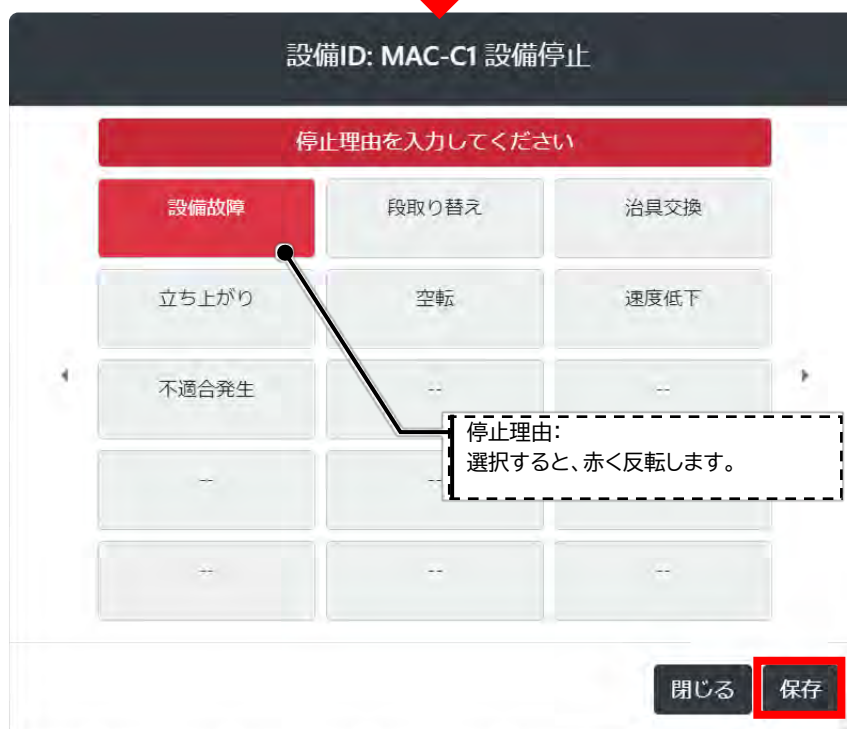 設備ID: MAC-C1 設備停止
停止理由を入力してください
設備故障
段取り替え
治具交換
立ち上がり
空転
速度低下
不適合発生
--
--
停止理由:
選択すると、赤く反転します。
--
--
--
--
--
閉じる
保存